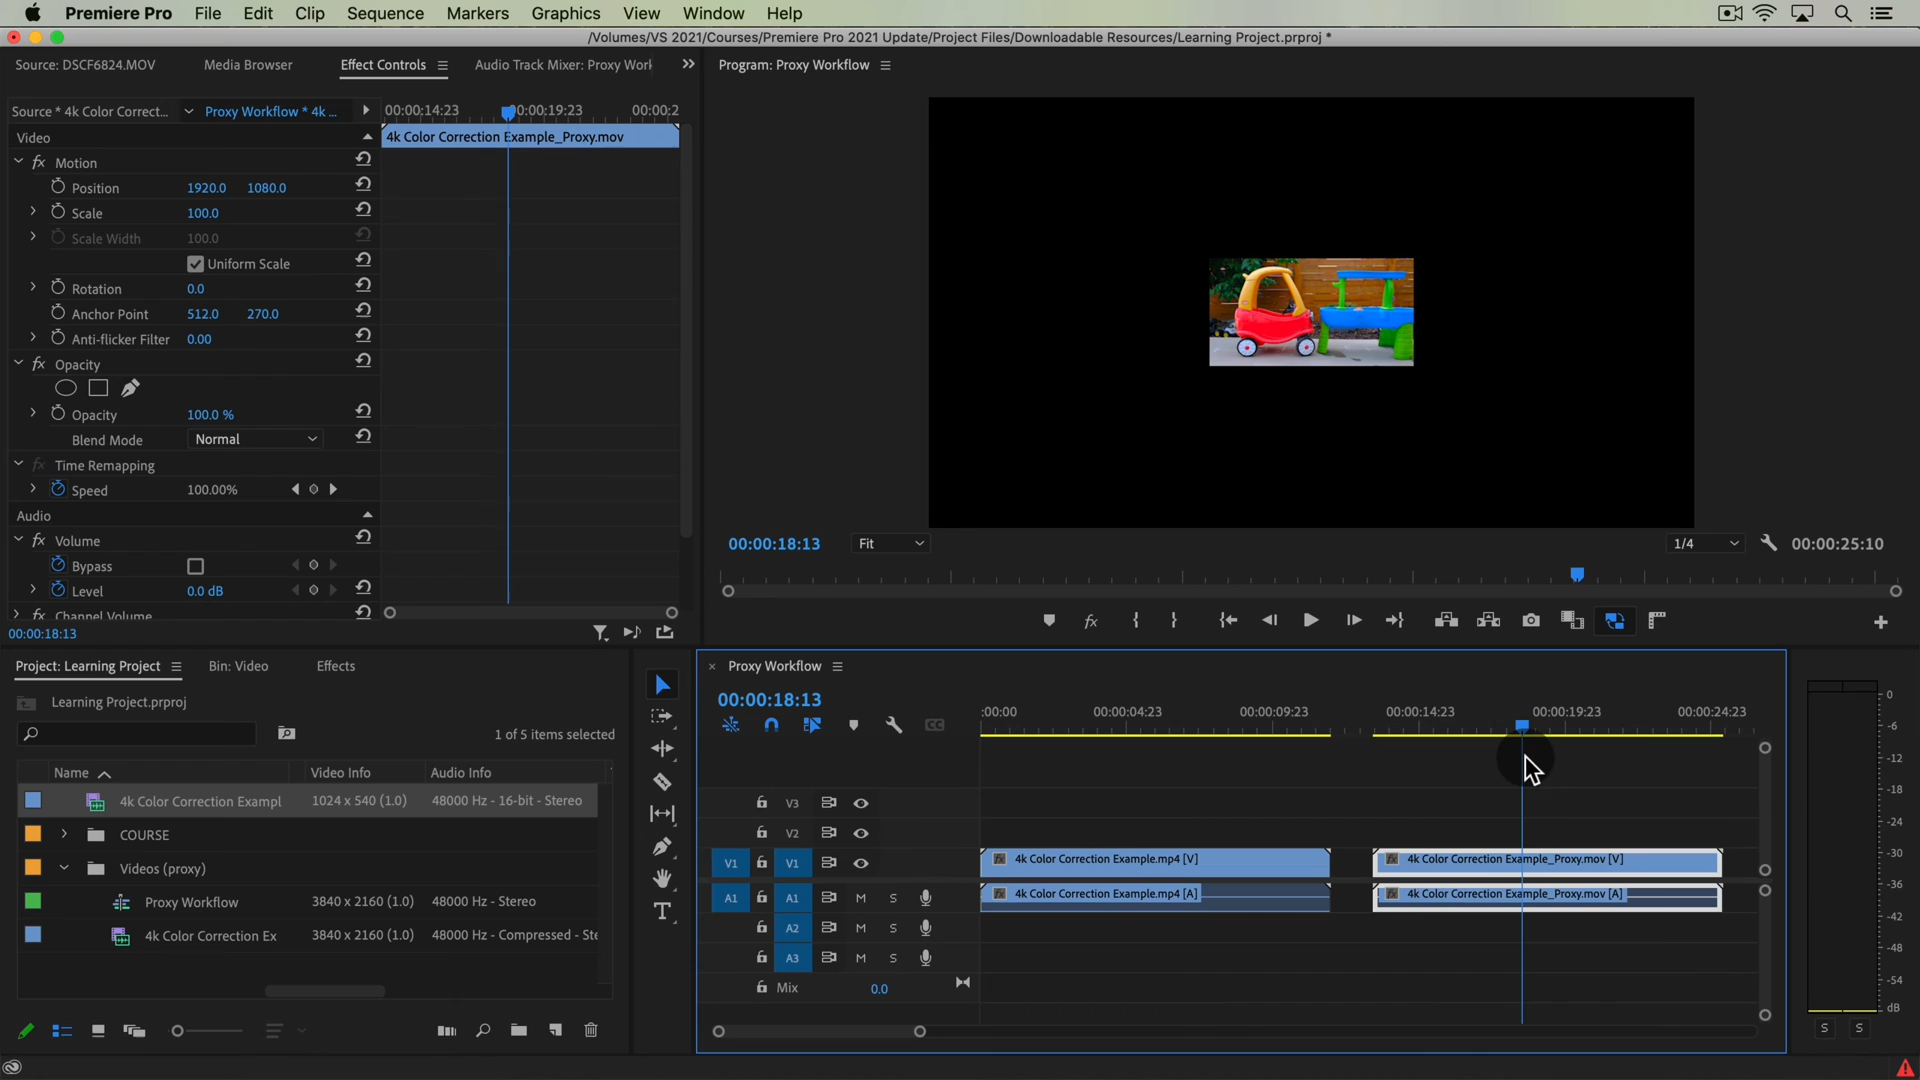 Premiere Pro File Edit Clip Sequence Markers Graphics View Window Help
/Volumes/VS 2021/Courses/Premiere Pro 2021 Update/Project Files/Downloadable Resources/Learning Project.prproj *
Source: DSCF6824.MOV Media Browser Effect Controls Audio Track Mixer: Proxy Work
Program: Proxy Workflow
Source * 4k Color Correct... Proxy Workflow * 4k ...
00:00:14:23 00:00:19:23 00:00:2
Video
4k Color Correction Example_Proxy.mov
fx Motion
Position 1920.0 1080.0
Scale 100.0
Scale Width 100.0
Uniform Scale
Rotation 0.0
Anchor Point 512.0 270.0
Anti-flicker Filter 0.00
fx Opacity
Opacity 100.0 %
Blend Mode Normal
fx Time Remapping
Speed 100.00%
Audio
fx Volume
Bypass
Level 0.0 dB
fx Channel Volume
00:00:18:13
00:00:18:13 Fit 1/4 00:00:25:10
fx
Project: Learning Project Bin: Video Effects
Learning Project.prproj
1 of 5 items selected
Name Video Info Audio Info
4k Color Correction Exampl 1024 x 540 (1.0) 48000 Hz - 16-bit - Stereo
COURSE
Videos (proxy)
Proxy Workflow 3840 x 2160 (1.0) 48000 Hz - Stereo
4k Color Correction Ex 3840 x 2160 (1.0) 48000 Hz - Compressed - Ste
× Proxy Workflow
00:00:18:13
CC
:00:00 00:00:04:23 00:00:09:23 00:00:14:23 00:00:19:23 00:00:24:23
V3
V2
V1 V1 fx 4k Color Correction Example.mp4 [V] fx 4k Color Correction Example_Proxy.mov [V]
A1 A1 M S fx 4k Color Correction Example.mp4 [A] fx 4k Color Correction Example_Proxy.mov [A]
A2 M S
A3 M S
Mix 0.0
0
-6
-12
-18
-24
-30
-36
-42
-48
-54
dB
S S